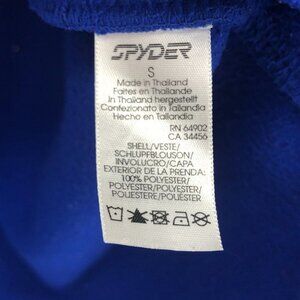 SPYDER
S
Made in Thailand
Faites en Thaïlande
In Thailand hergestellt
Confezionato in Tailandia
Hecho en Tailandia
RN 64902
CA 34456
SHELL/VESTE/
SCHLUPFBLOUSON/
INVOLUCRO/CAPA
EXTERIOR DE LA PRENDA:
100% POLYESTER/
POLYESTER/POLYESTER/
POLIESTERE/POLIÉSTER